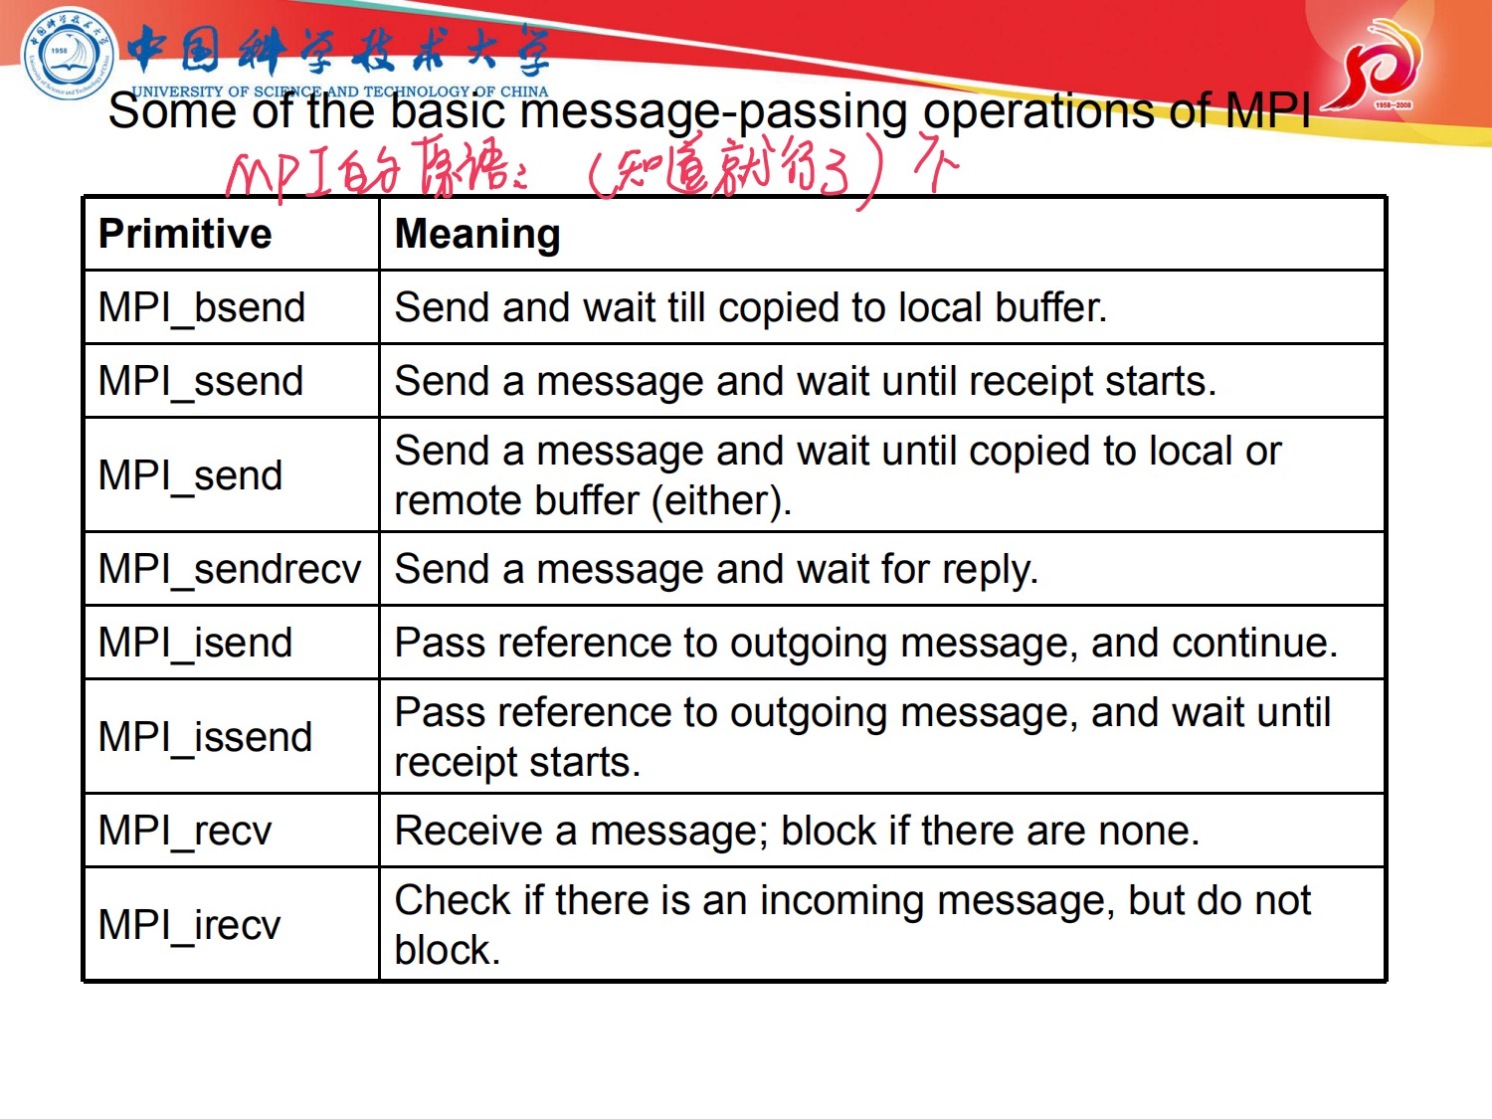 1958
中国科学技术大学
UNIVERSITY OF SCIENCE AND TECHNOLOGY OF CHINA
1958—2008
Some of the basic message-passing operations of MPI
MPI的原语：（知道就行了）个
Primitive Meaning
MPI_bsend Send and wait till copied to local buffer.
MPI_ssend Send a message and wait until receipt starts.
MPI_send Send a message and wait until copied to local or
remote buffer (either).
MPI_sendrecv Send a message and wait for reply.
MPI_isend Pass reference to outgoing message, and continue.
MPI_issend Pass reference to outgoing message, and wait until
receipt starts.
MPI_recv Receive a message; block if there are none.
MPI_irecv Check if there is an incoming message, but do not
block.